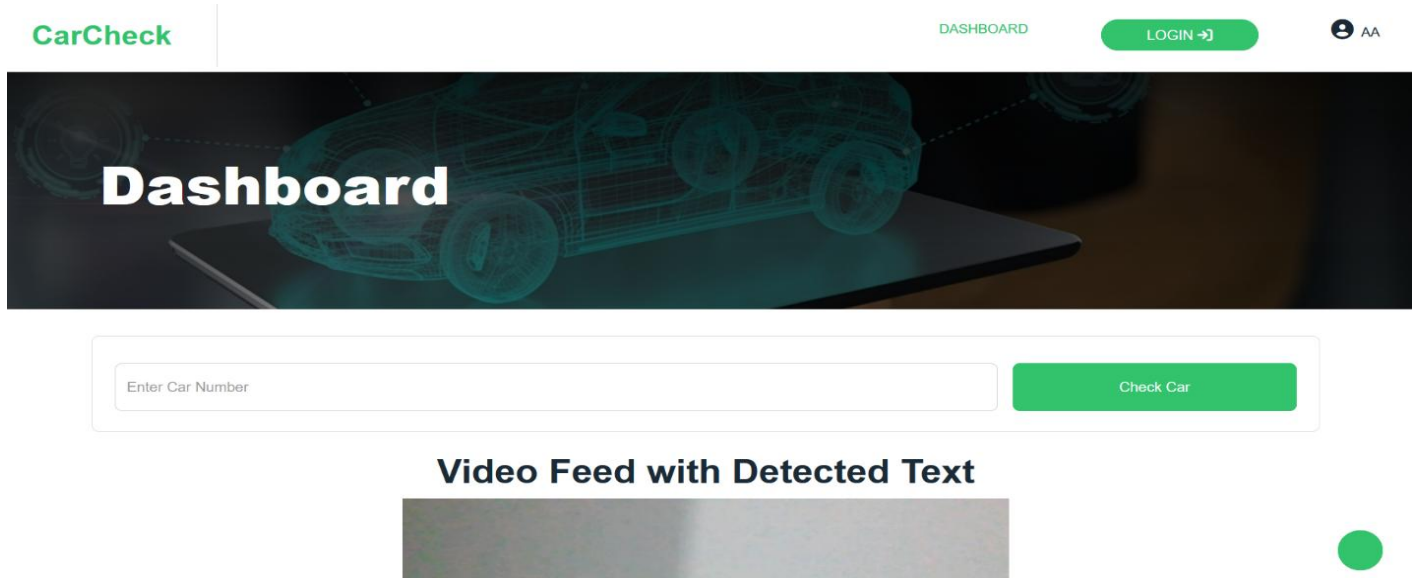 CarCheck
DASHBOARD
LOGIN
AA
Dashboard
Enter Car Number
Check Car
Video Feed with Detected Text